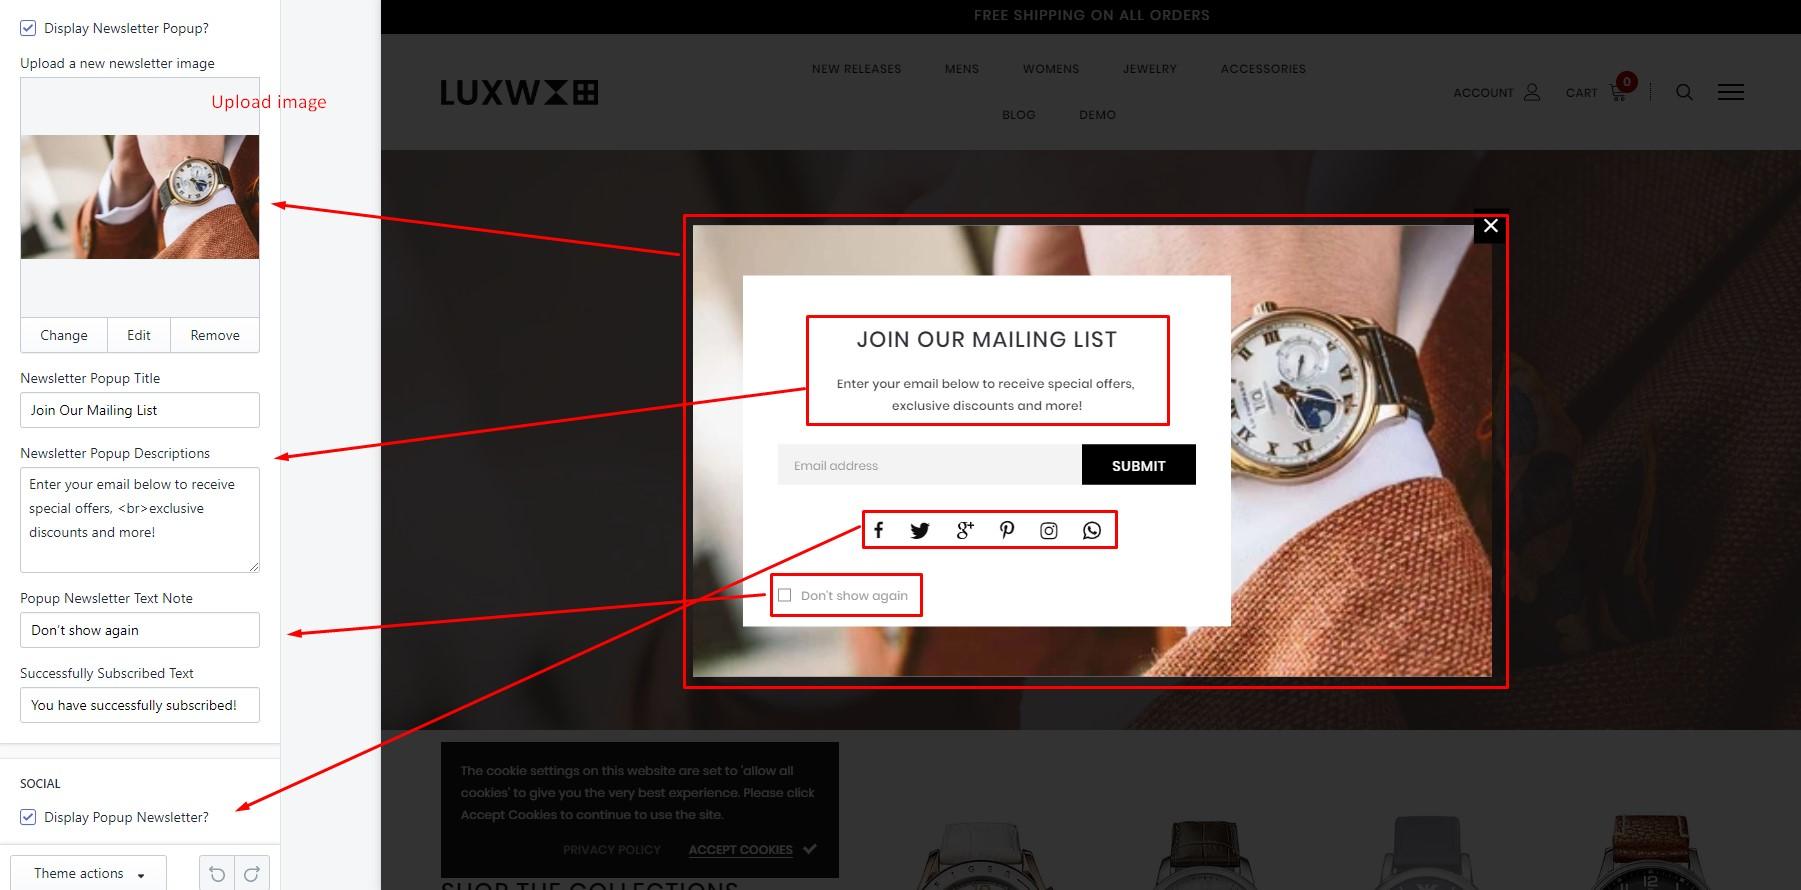 Display Newsletter Popup?
Upload a new newsletter image
Upload image
Change Edit Remove
Newsletter Popup Title
Join Our Mailing List
Newsletter Popup Descriptions
Enter your email below to receive
special offers, <br>exclusive
discounts and more!
Popup Newsletter Text Note
Don't show again
Successfully Subscribed Text
You have successfully subscribed!
SOCIAL
Display Popup Newsletter?
Theme actions
FREE SHIPPING ON ALL ORDERS
LUXW
NEW RELEASES MENS WOMENS JEWELRY ACCESSORIES
BLOG DEMO
ACCOUNT CART 0
JOIN OUR MAILING LIST
Enter your email below to receive special offers,
exclusive discounts and more!
Email address SUBMIT
Don't show again
The cookie settings on this website are set to 'allow all
cookies' to give you the very best experience. Please click
Accept Cookies to continue to use the site.
PRIVACY POLICY ACCEPT COOKIES
SHOP THE COLLECTIONS